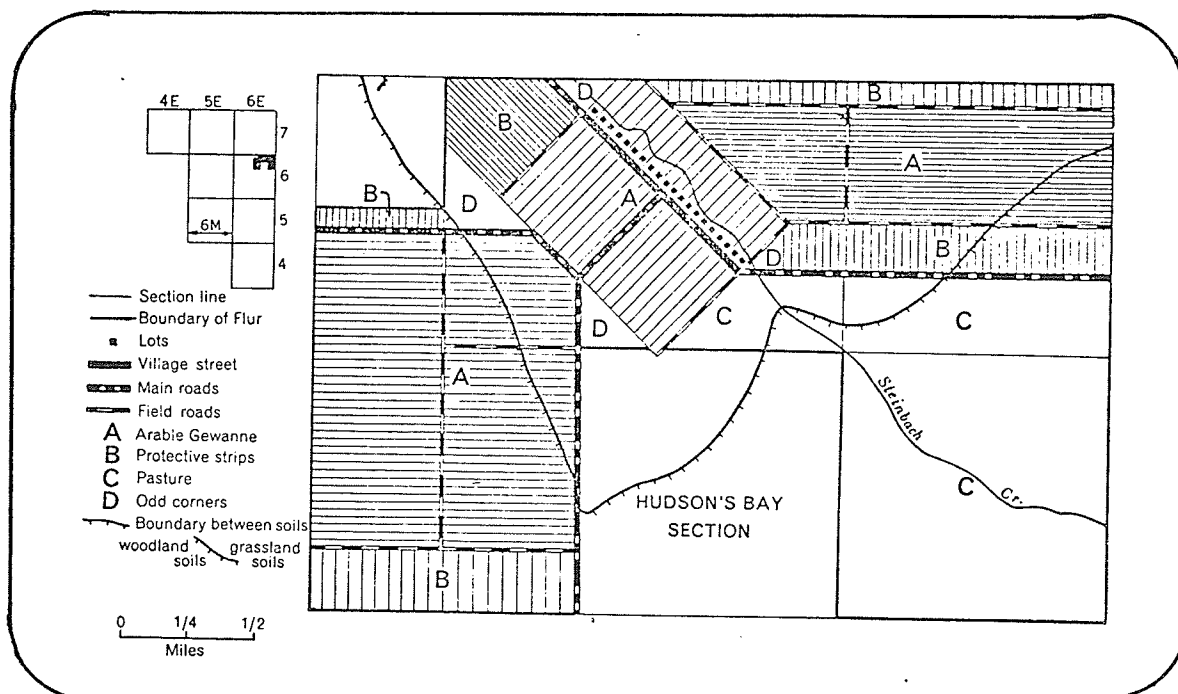 4E 5E 6E
7
6
5
4
6M
Section line
Boundary of Flur
Lots
Village street
Main roads
Field roads
A Arable Gewanne
B Protective strips
C Pasture
D Odd corners
Boundary between soils
woodland soils
grassland soils
0 1/4 1/2
Miles
D
B
B
A
A
B
D
D
B
C
C
D
A
Steinbach
Cr.
C
HUDSON'S BAY
SECTION
B